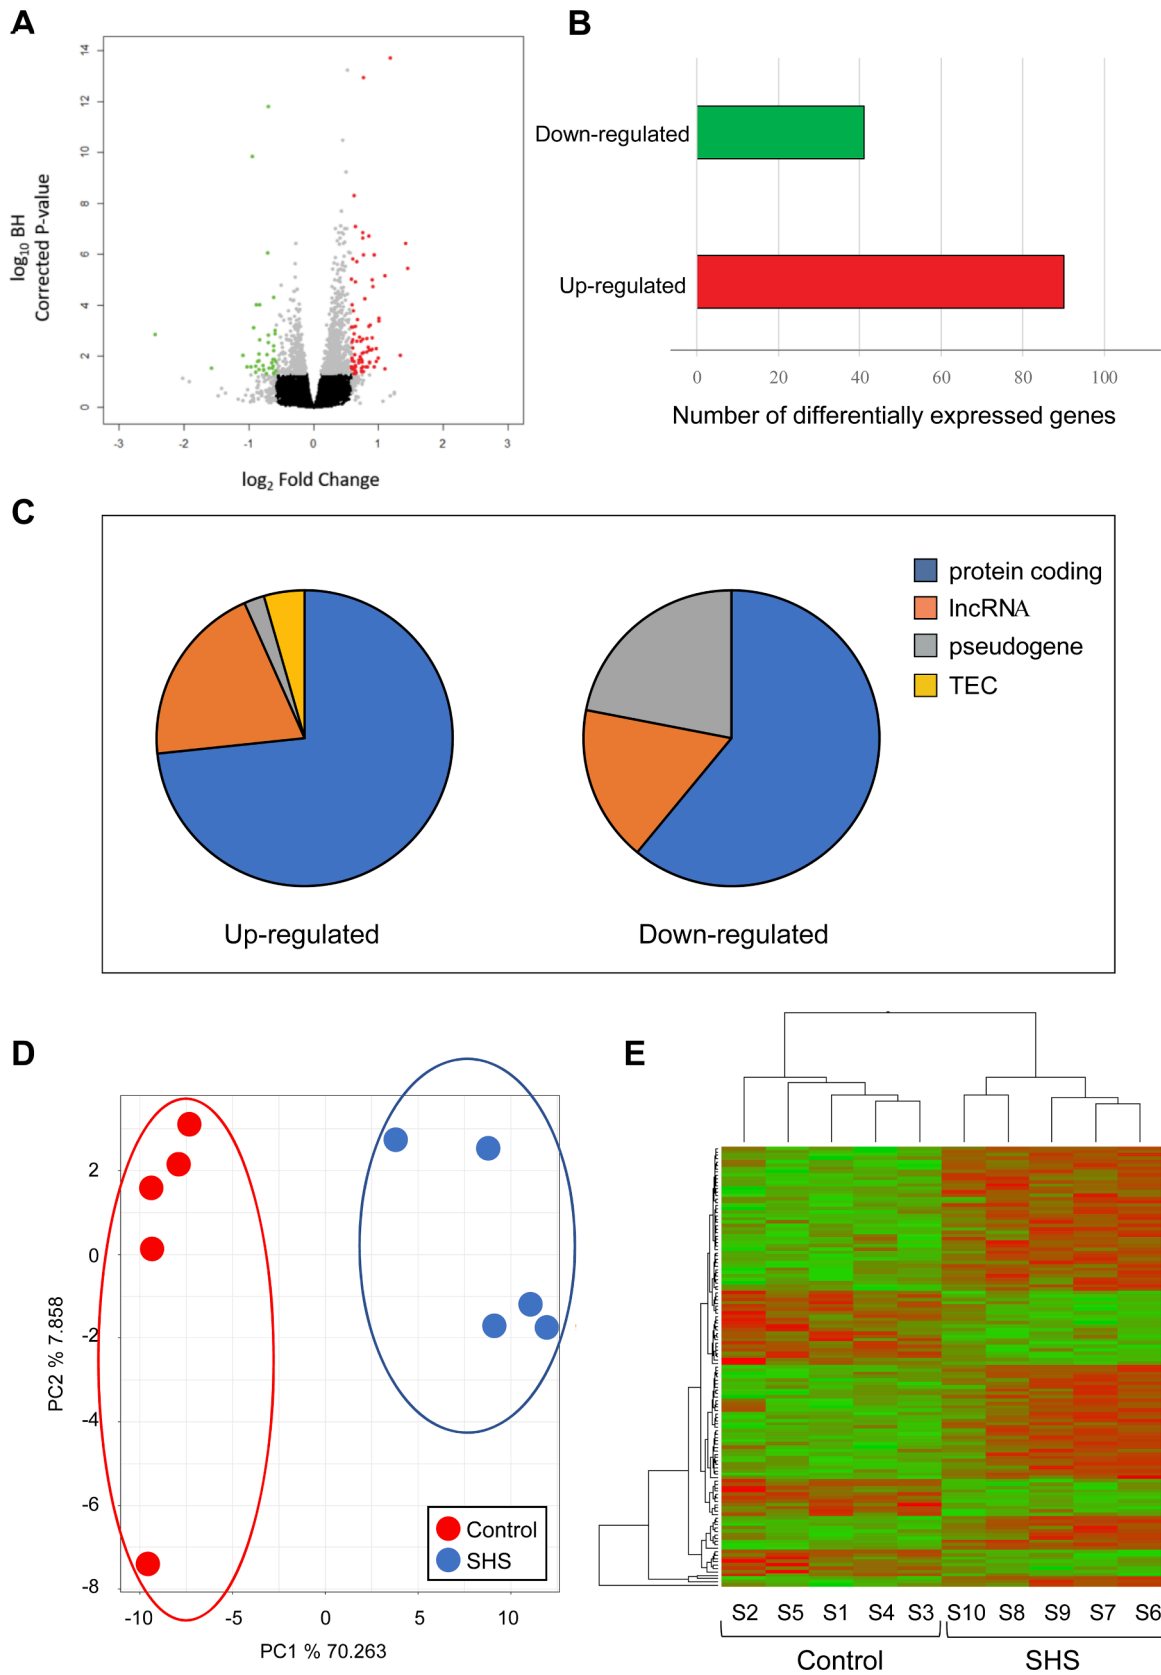 A
14
12
10
8
6
4
2
0
log10 BH
Corrected P-value
-3 -2 -1 0 1 2 3
log2 Fold Change
B
Down-regulated
Up-regulated
0 20 40 60 80 100
Number of differentially expressed genes
C
protein coding
lncRNA
pseudogene
TEC
Up-regulated
Down-regulated
D
2
0
-2
-4
-6
-8
PC2 % 7.858
Control
SHS
-10 -5 0 5 10
PC1 % 70.263
E
S2 S5 S1 S4 S3 S10 S8 S9 S7 S6
Control SHS